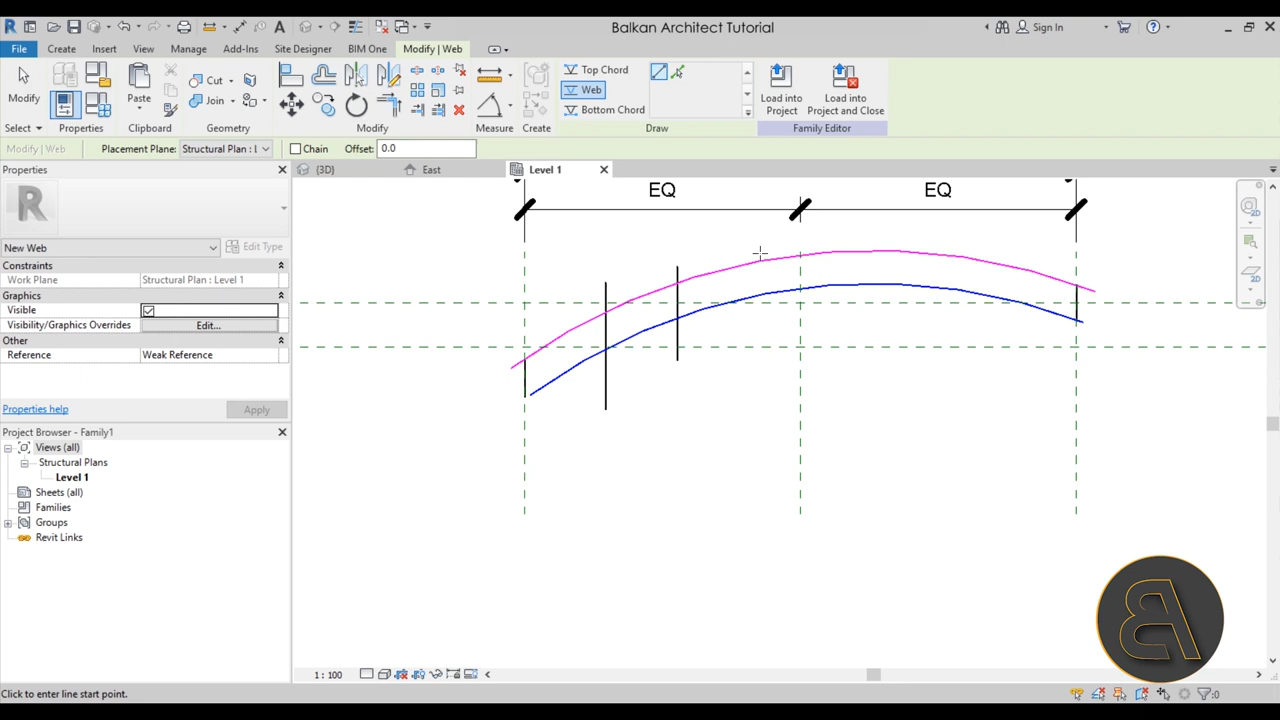 Balkan Architect Tutorial
Sign In
File Create Insert View Manage Add-Ins Site Designer BIM One Modify | Web
Modify Paste Cut Join Top Chord Web Bottom Chord Load into Project Load into Project and Close
Select Properties Clipboard Geometry Modify Measure Create Draw Family Editor
Modify | Web Placement Plane: Structural Plan : L Chain Offset: 0.0
Properties
{3D} East Level 1
New Web Edit Type
Constraints
Work Plane Structural Plan : Level 1
Graphics
Visible
Visibility/Graphics Overrides Edit...
Other
Reference Weak Reference
Properties help Apply
Project Browser - Family1
Views (all)
Structural Plans
Level 1
Sheets (all)
Families
Groups
Revit Links
EQ EQ
2D
2D
1 : 100
Click to enter line start point.
:0